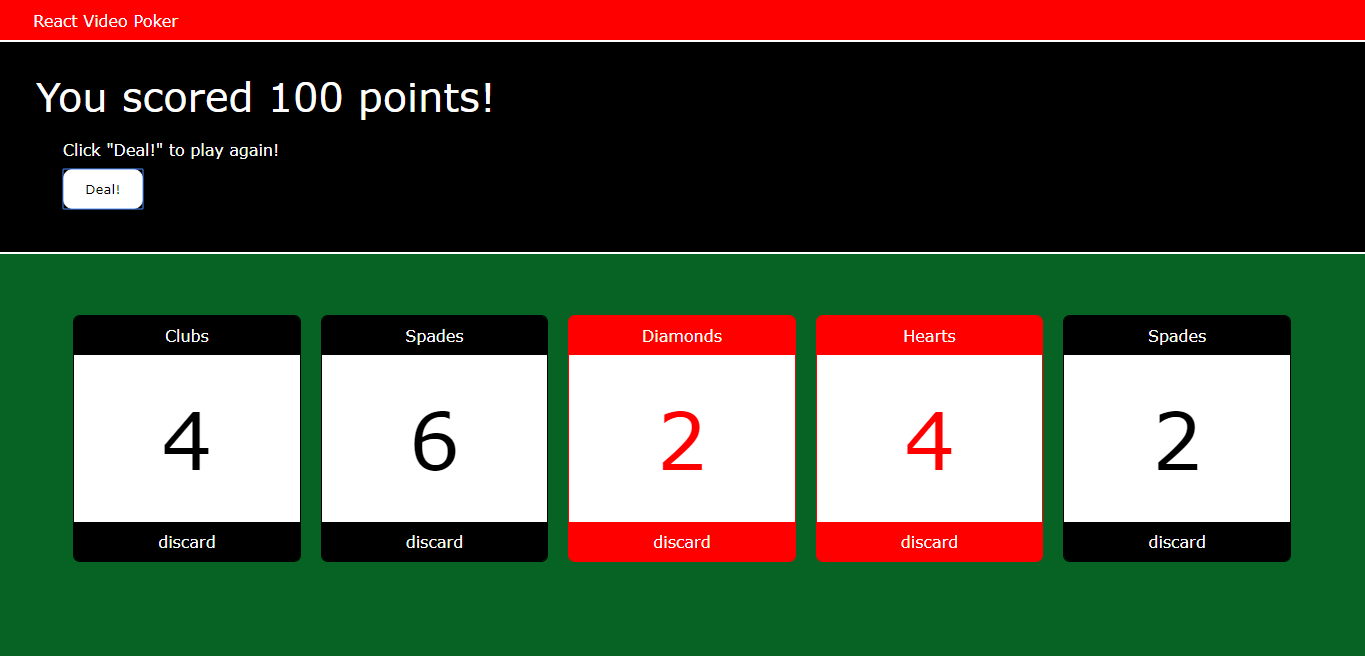 React Video Poker
You scored 100 points!
Click "Deal!" to play again!
Deal!
Clubs
4
discard
Spades
6
discard
Diamonds
2
discard
Hearts
4
discard
Spades
2
discard